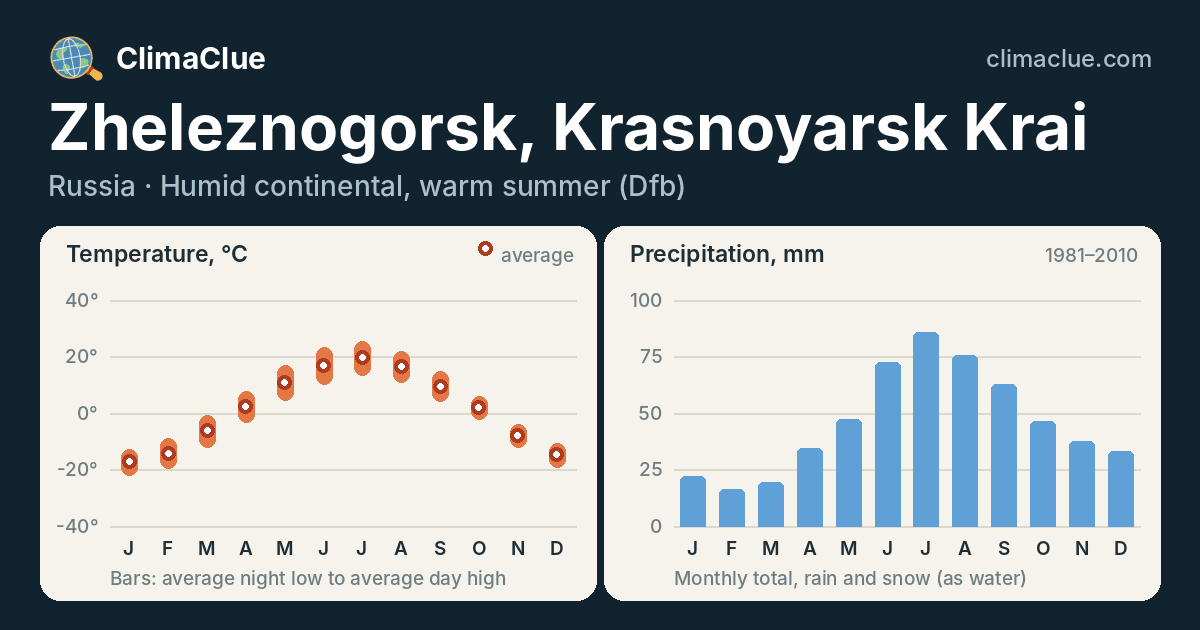 ClimaClue
climaclue.com
Zheleznogorsk, Krasnoyarsk Krai
Russia · Humid continental, warm summer (Dfb)
Temperature, °C
average
40°
20°
0°
-20°
-40°
J F M A M J J A S O N D
Bars: average night low to average day high
Precipitation, mm
1981–2010
100
75
50
25
0
J F M A M J J A S O N D
Monthly total, rain and snow (as water)